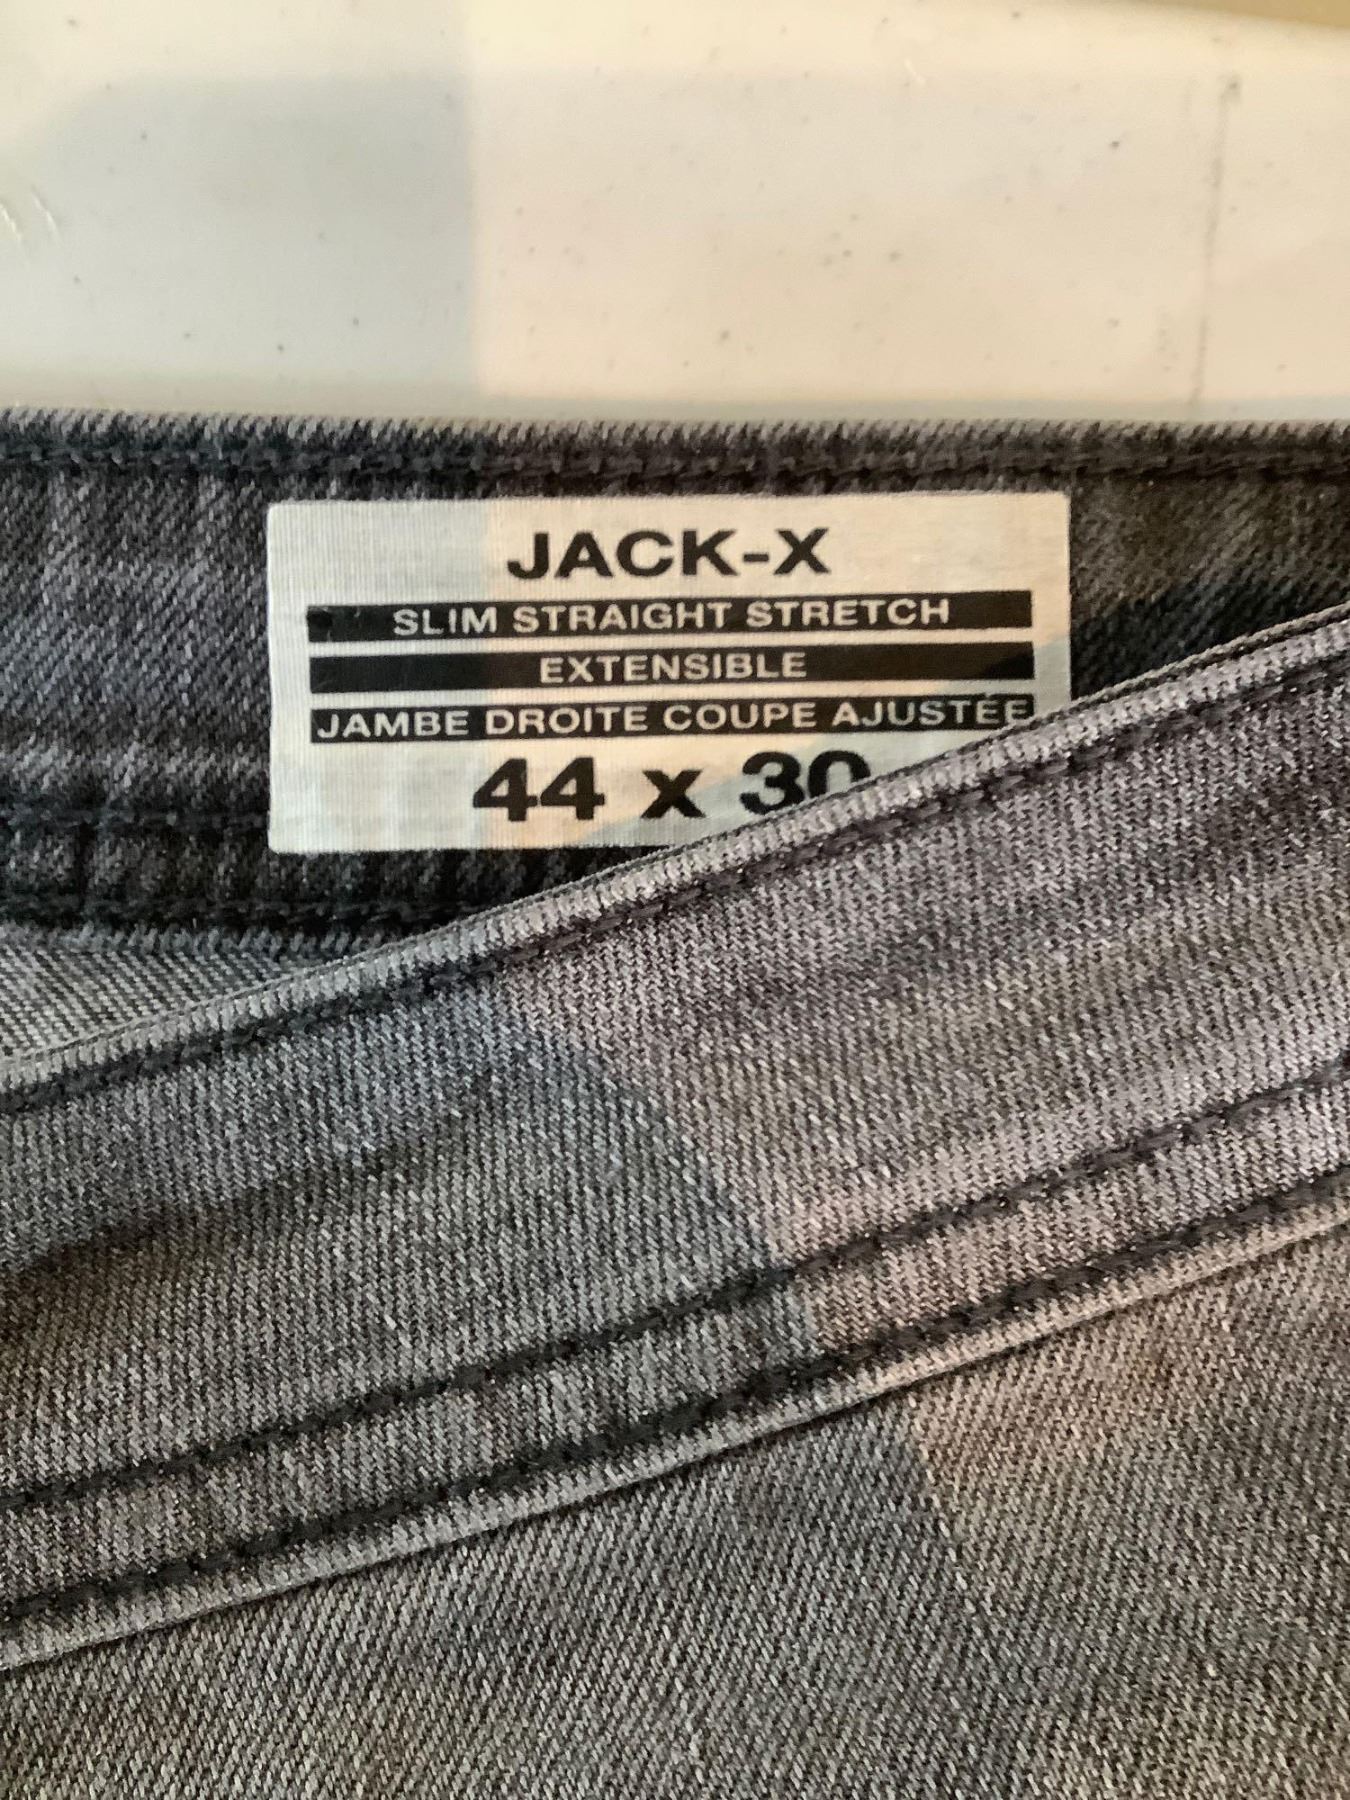 JACK-X
SLIM STRAIGHT STRETCH
EXTENSIBLE
JAMBE DROITE COUPE AJUSTÉE
44 x 30